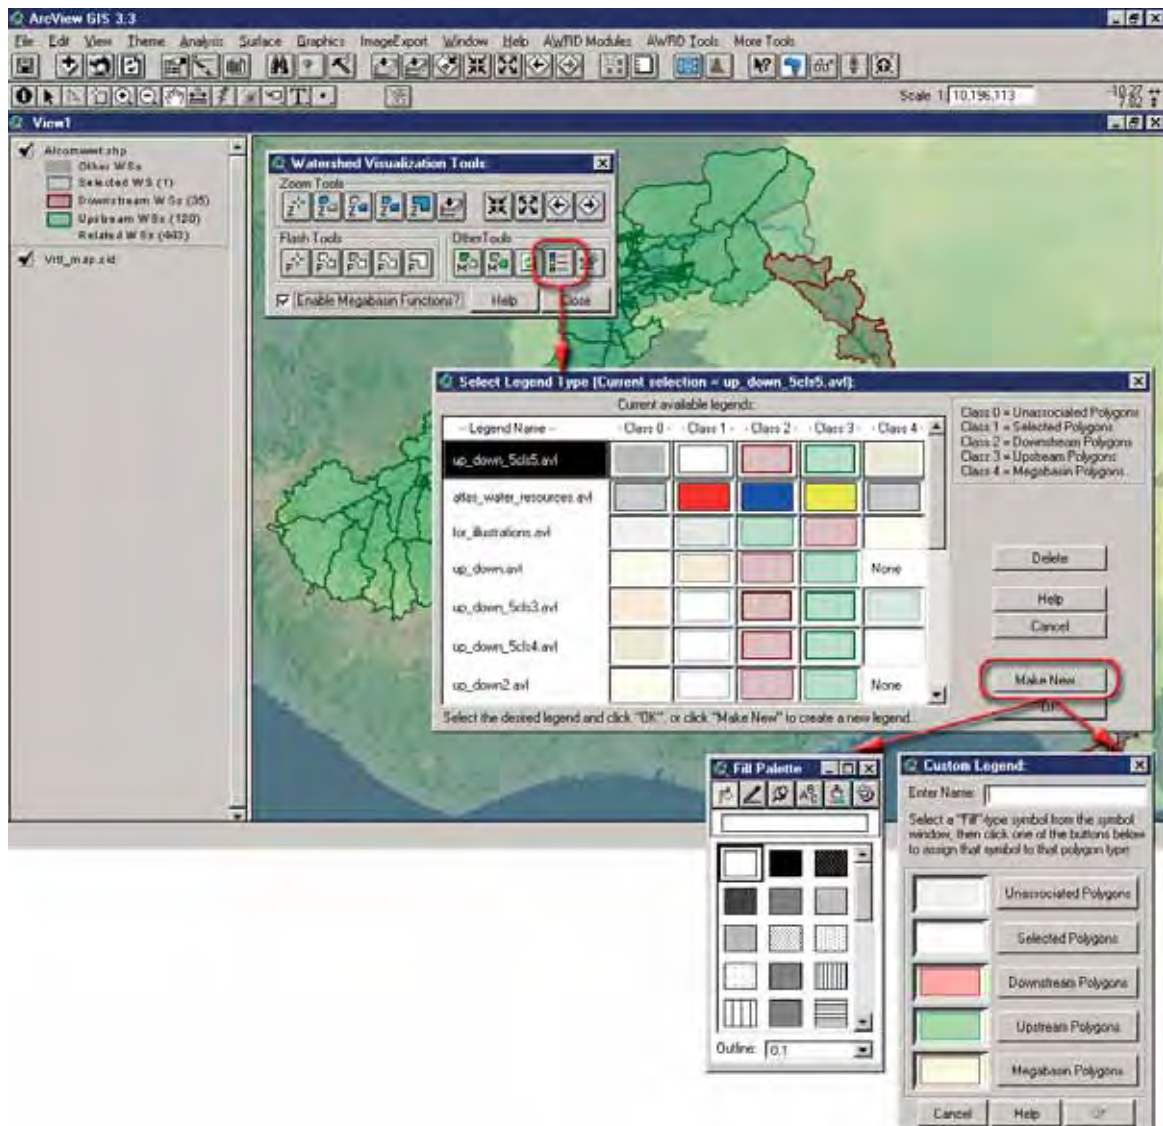 ArcView GIS 3.3
File Edit View Theme Analysis Surface Graphics ImageExport Window Help AWRD Modules AWRD Tools More Tools
Scale 1: 10,196,113
-10.27
7.82
View1
Alcomwwf.shp
Other WSs
Selected WS (1)
Downstream WSs (35)
Upstream WSs (120)
Related WSs (443)
Watershed Visualization Tools
Zoom Tools
Flash Tools
Other Tools
Enable Megabasin Functions?
Help
Close
Select Legend Type (Current selection = up_down_5cls5.avl):
Current available legends:
- Legend Name - - Class 0 - - Class 1 - - Class 2 - - Class 3 - - Class 4 -
up_down_5cls5.avl
atlas_water_resources.avl
for_illustrations.avl
up_down.avl None
up_down_5cls3.avl
up_down_5cls4.avl
up_down2.avl None
Select the desired legend and click "OK", or click "Make New" to create a new legend...
Class 0 = Unassociated Polygons
Class 1 = Selected Polygons
Class 2 = Downstream Polygons
Class 3 = Upstream Polygons
Class 4 = Megabasin Polygons
Delete
Help
Cancel
Make New
Fill Palette
Outline: 0.1
Custom Legend:
Enter Name:
Select a "Fill"-type symbol from the symbol
window, then click one of the buttons below
to assign that symbol to that polygon type
Unassociated Polygons
Selected Polygons
Downstream Polygons
Upstream Polygons
Megabasin Polygons
Cancel
Help